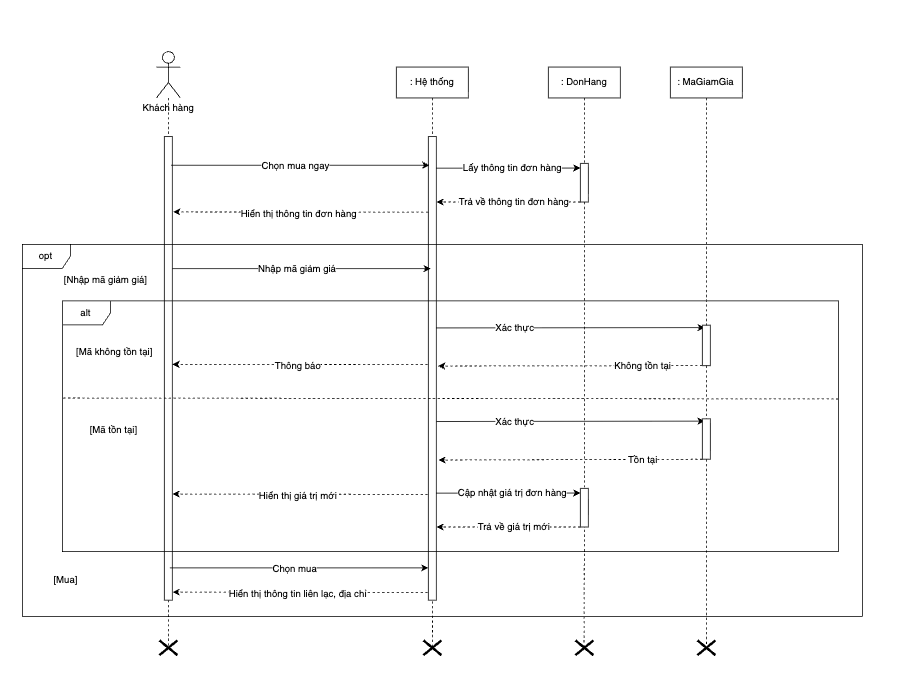 Khách hàng
: Hệ thống
: DonHang
: MaGiamGia
Chọn mua ngay
Lấy thông tin đơn hàng
Trả về thông tin đơn hàng
Hiển thị thông tin đơn hàng
opt
[Nhập mã giảm giá]
Nhập mã giảm giá
alt
Xác thực
[Mã không tồn tại]
Thông báo
Không tồn tại
[Mã tồn tại]
Xác thực
Tồn tại
Hiển thị giá trị mới
Cập nhật giá trị đơn hàng
Trả về giá trị mới
Chọn mua
[Mua]
Hiển thị thông tin liên lạc, địa chỉ